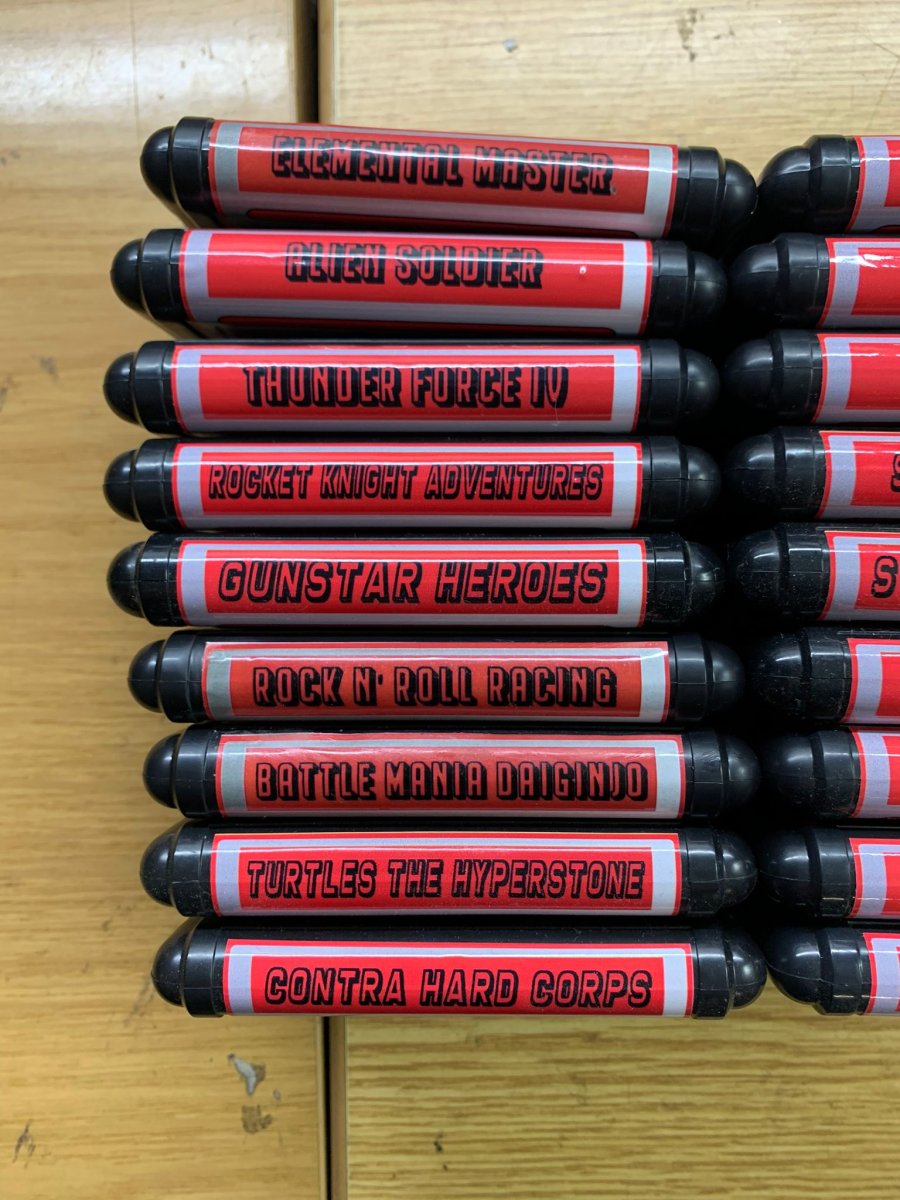 ELEMENTAL MASTER
ALIEN SOLDIER
THUNDER FORCE IV
ROCKET KNIGHT ADVENTURES
S
GUNSTAR HEROES
S
ROCK N' ROLL RACING
BATTLE MANIA DAIGINJO
TURTLES THE HYPERSTONE
CONTRA HARD CORPS